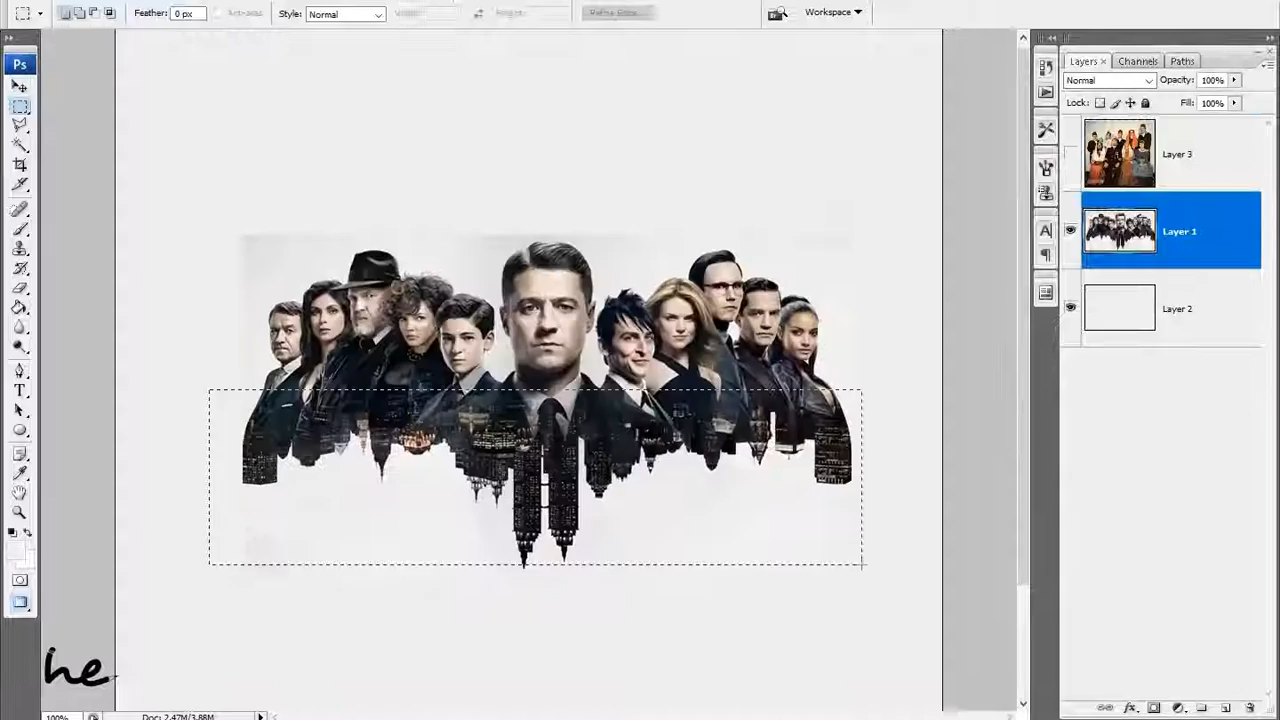 Feather: 0 px Style: Normal Workspace
Ps
Layers × Channels Paths
Normal Opacity: 100%
Lock: Fill: 100%
Layer 3
Layer 1
Layer 2
T
A
he
100% Doc: 2.47M/3.88M